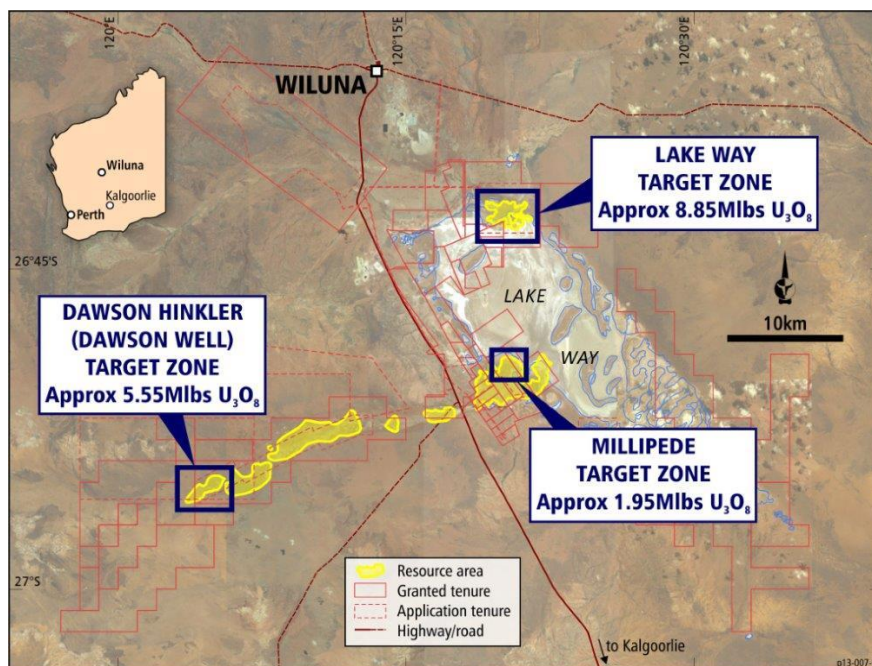 120°E
120°15'E
120°30'E
WILUNA
Wiluna
Kalgoorlie
Perth
LAKE WAY
TARGET ZONE
Approx 8.85Mlbs U₃O₈
26°45'S
LAKE
10km
DAWSON HINKLER
(DAWSON WELL)
TARGET ZONE
Approx 5.55Mlbs U₃O₈
WAY
MILLIPEDE
TARGET ZONE
Approx 1.95Mlbs U₃O₈
27°S
Resource area
Granted tenure
Application tenure
Highway/road
to Kalgoorlie